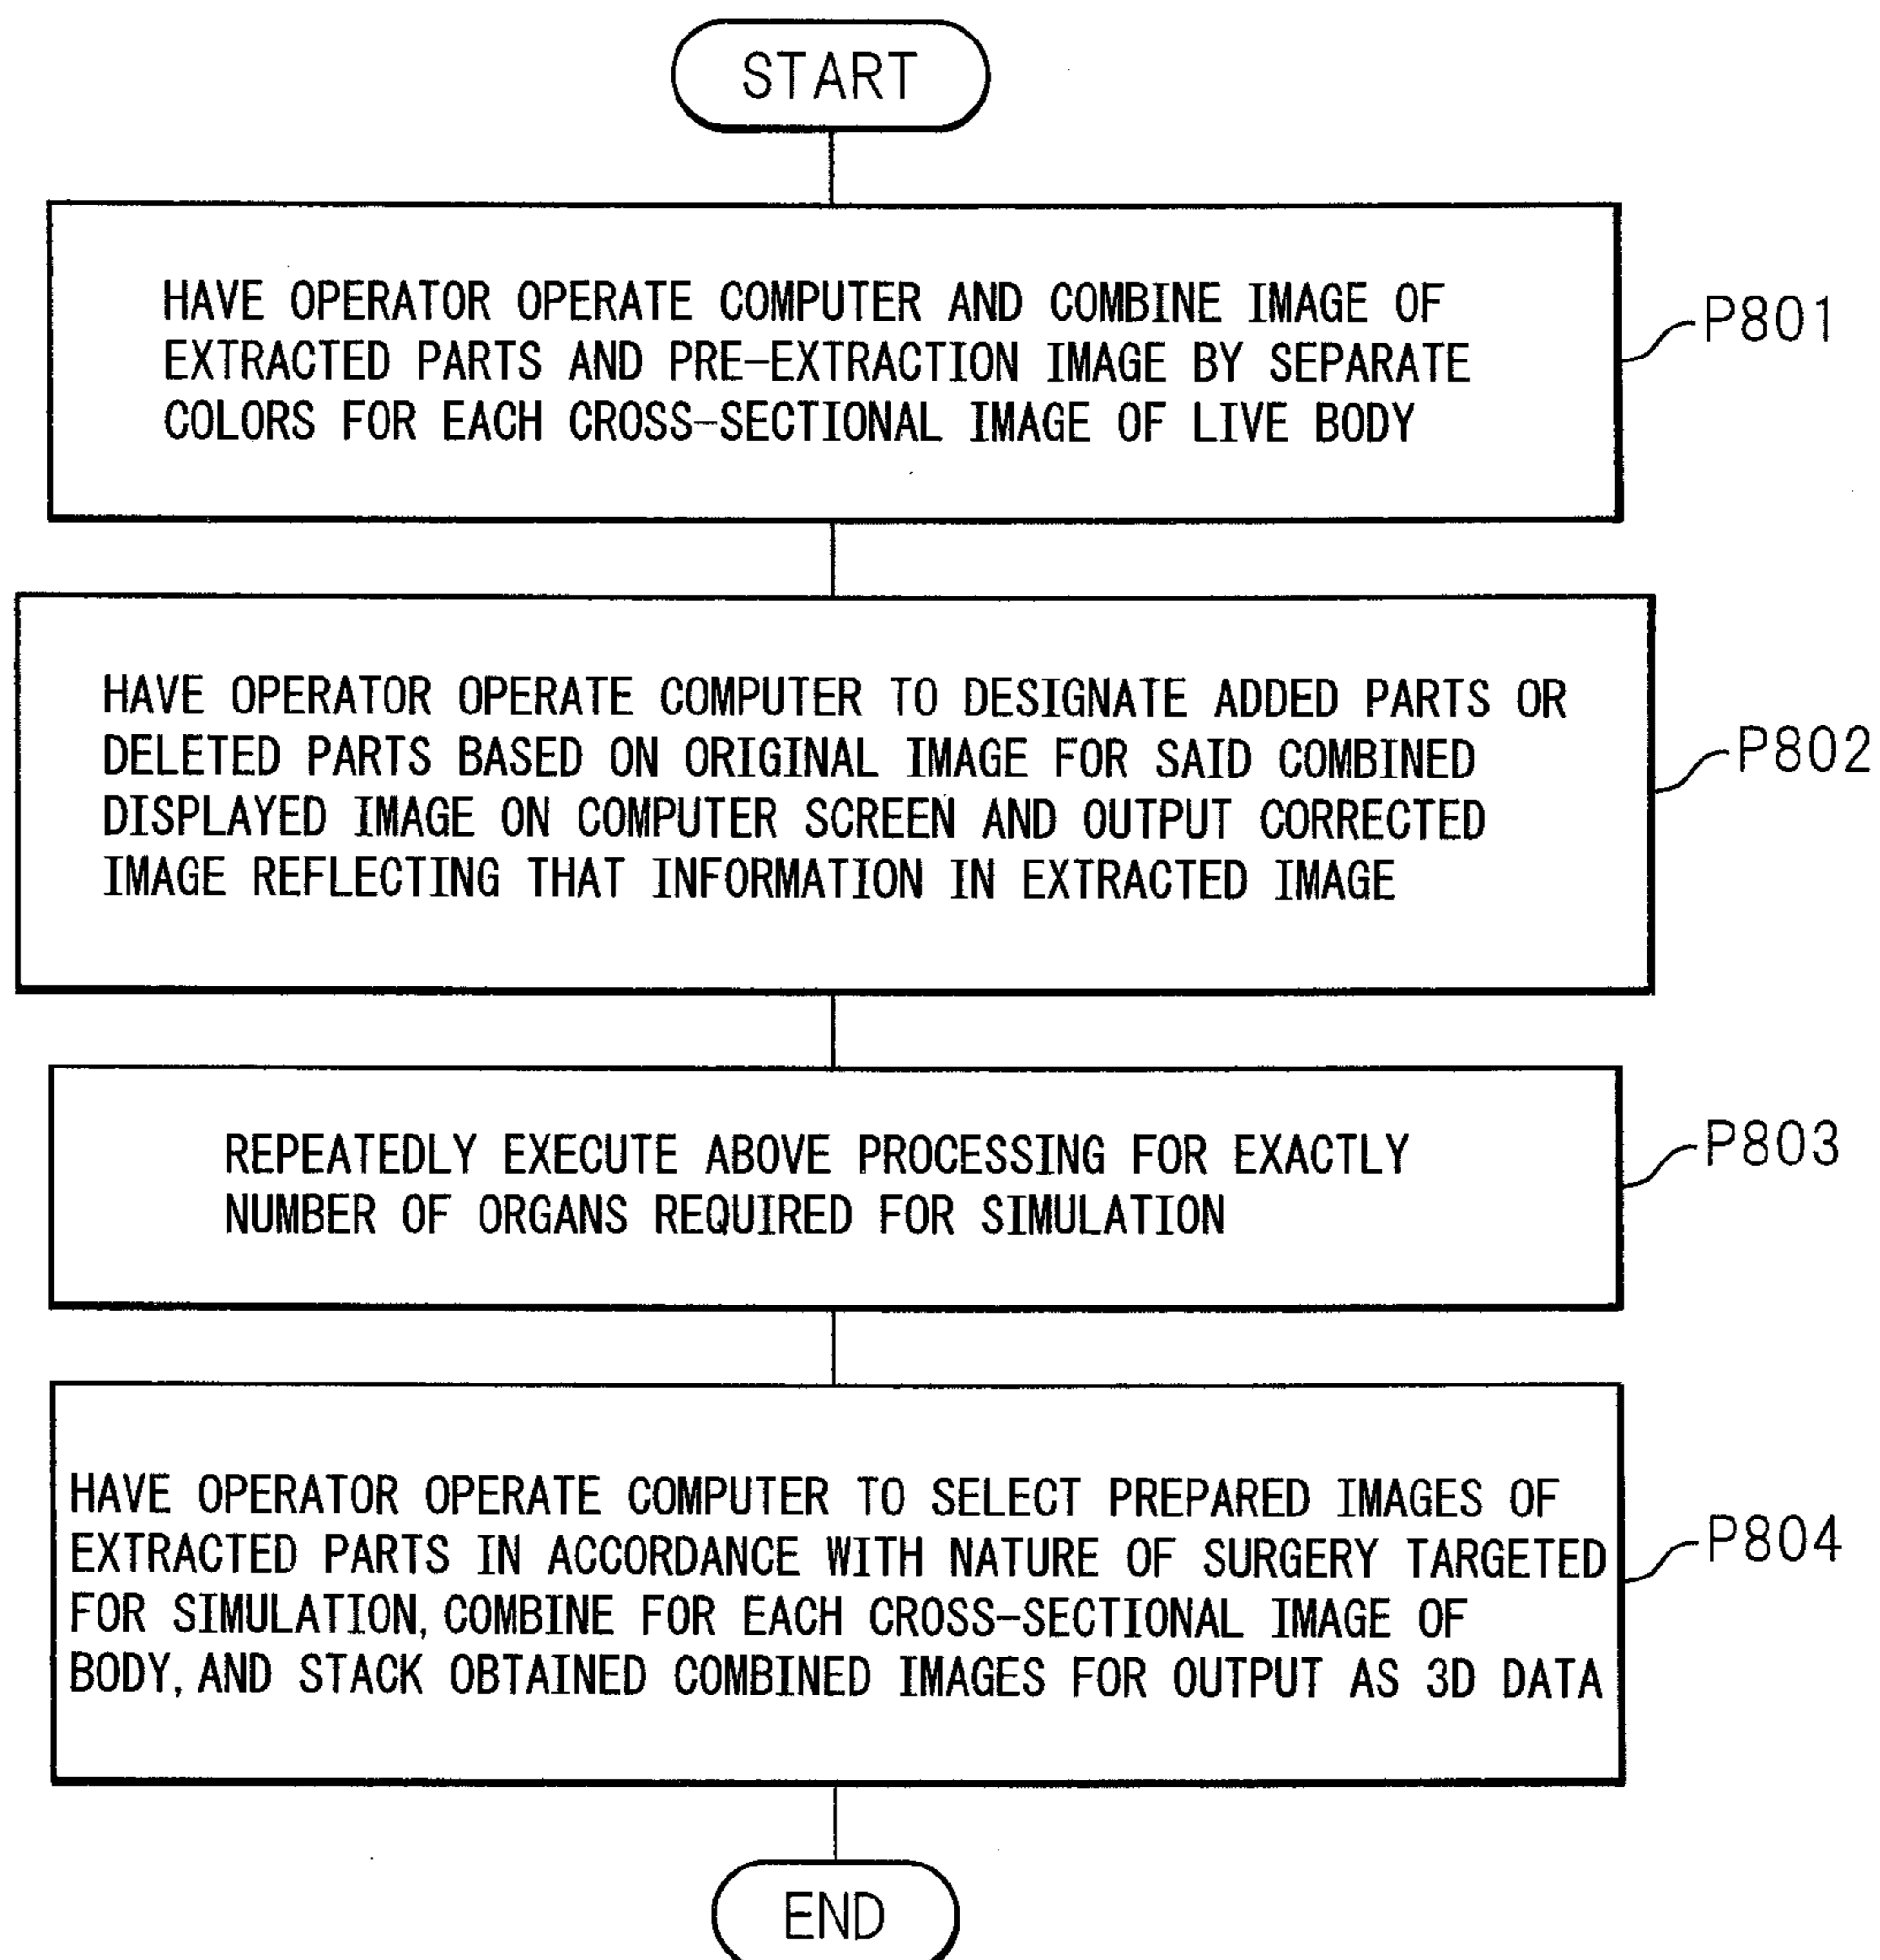 START
HAVE OPERATOR OPERATE COMPUTER AND COMBINE IMAGE OF
EXTRACTED PARTS AND PRE-EXTRACTION IMAGE BY SEPARATE
COLORS FOR EACH CROSS-SECTIONAL IMAGE OF LIVE BODY
P801
HAVE OPERATOR OPERATE COMPUTER TO DESIGNATE ADDED PARTS OR
DELETED PARTS BASED ON ORIGINAL IMAGE FOR SAID COMBINED
DISPLAYED IMAGE ON COMPUTER SCREEN AND OUTPUT CORRECTED
IMAGE REFLECTING THAT INFORMATION IN EXTRACTED IMAGE
P802
REPEATEDLY EXECUTE ABOVE PROCESSING FOR EXACTLY
NUMBER OF ORGANS REQUIRED FOR SIMULATION
P803
HAVE OPERATOR OPERATE COMPUTER TO SELECT PREPARED IMAGES OF
EXTRACTED PARTS IN ACCORDANCE WITH NATURE OF SURGERY TARGETED
FOR SIMULATION, COMBINE FOR EACH CROSS-SECTIONAL IMAGE OF
BODY, AND STACK OBTAINED COMBINED IMAGES FOR OUTPUT AS 3D DATA
P804
END